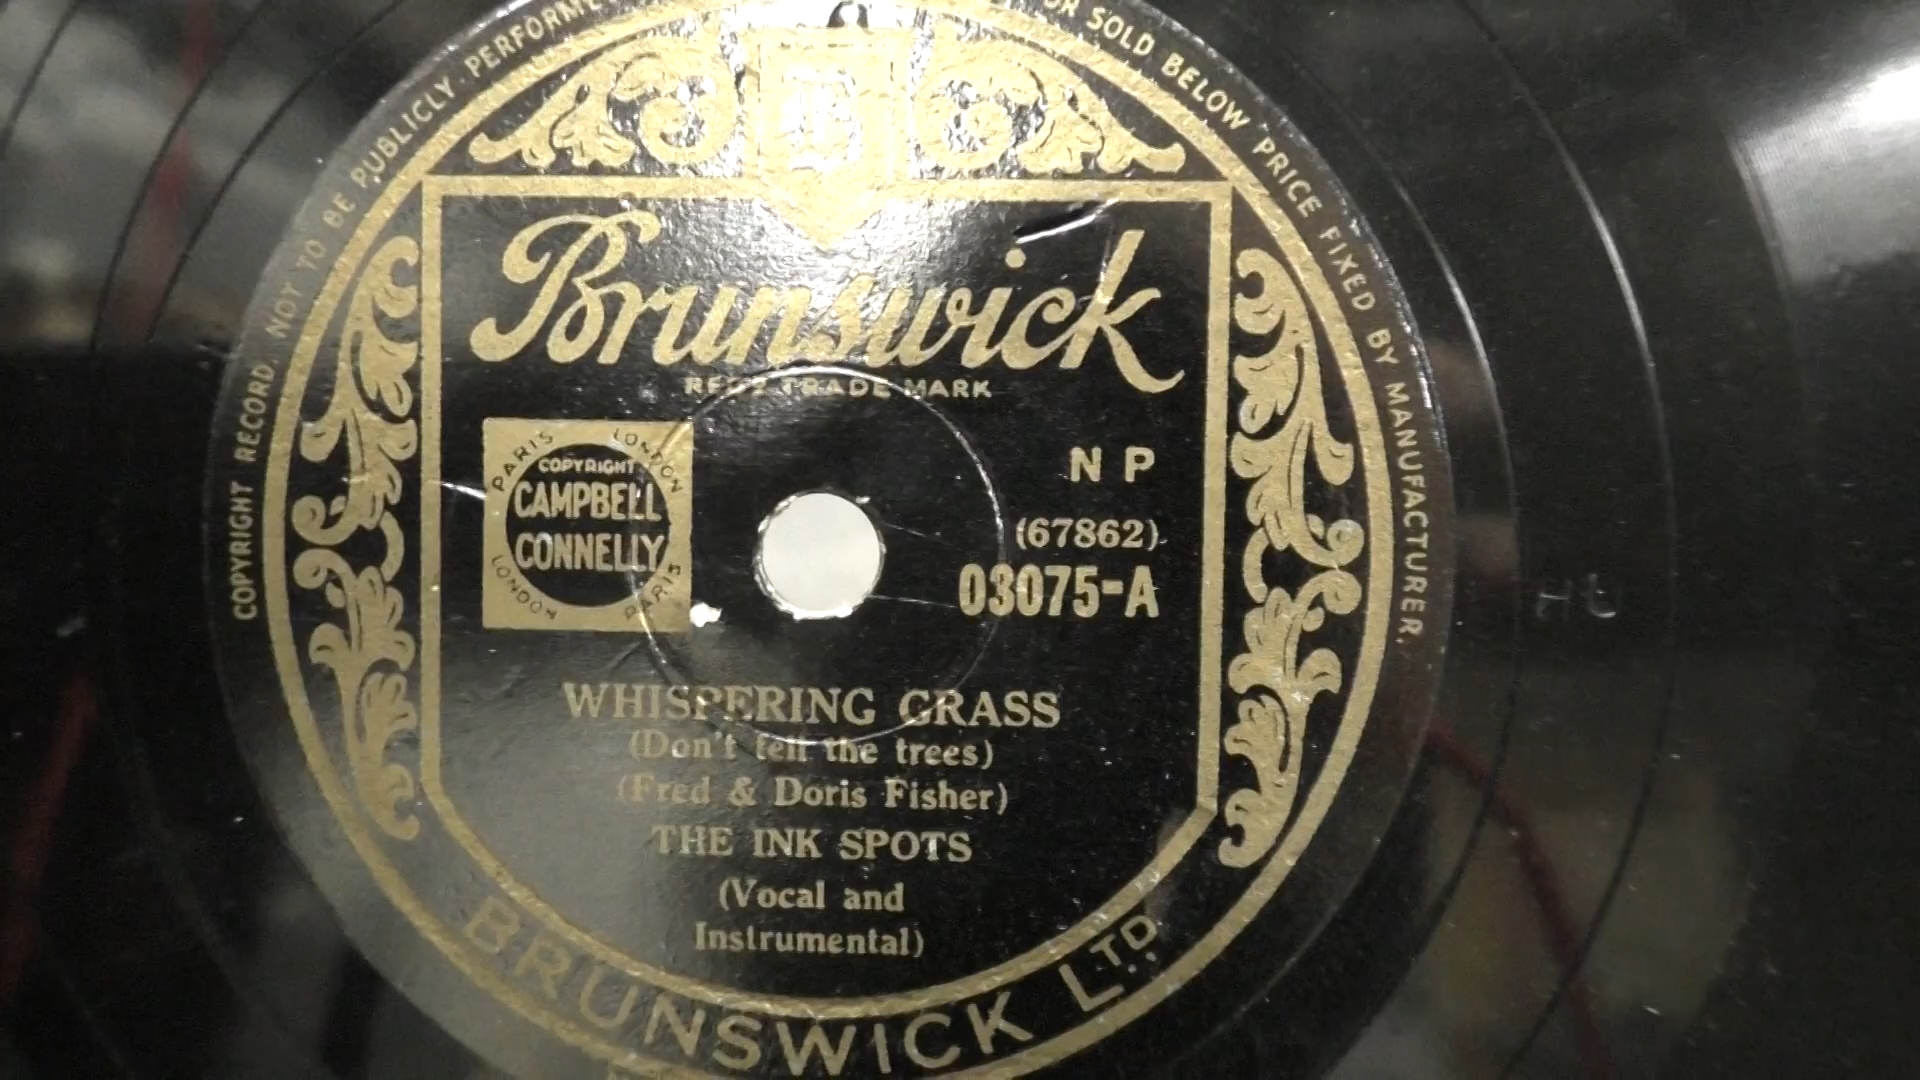 COPYRIGHT RECORD. NOT TO BE PUBLICLY PERFORME
OR SOLD BELOW PRICE FIXED BY MANUFACTURER.
Brunswick
REGD TRADE MARK
PARIS LONDON
COPYRIGHT
CAMPBELL
CONNELLY
LONDON PARIS
N P
(67862)
03075-A
WHISPERING GRASS
(Don't tell the trees)
(Fred & Doris Fisher)
THE INK SPOTS
(Vocal and
Instrumental)
BRUNSWICK LTD.